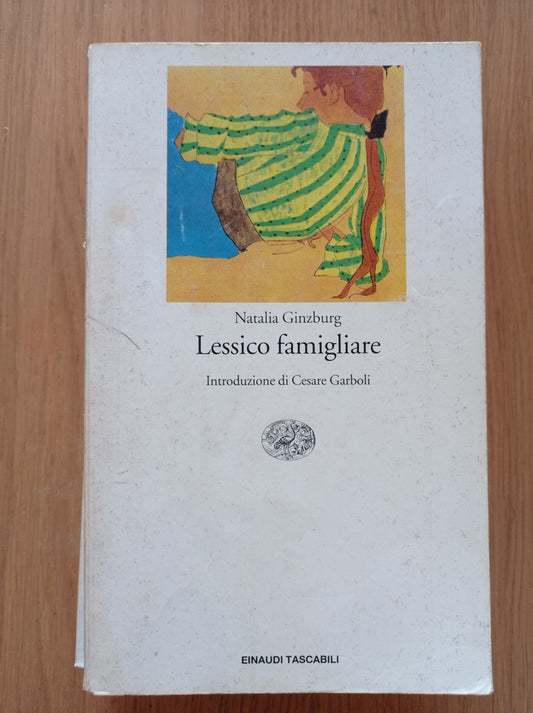 Natalia Ginzburg
Lessico famigliare
Introduzione di Cesare Garboli
EINAUDI TASCABILI